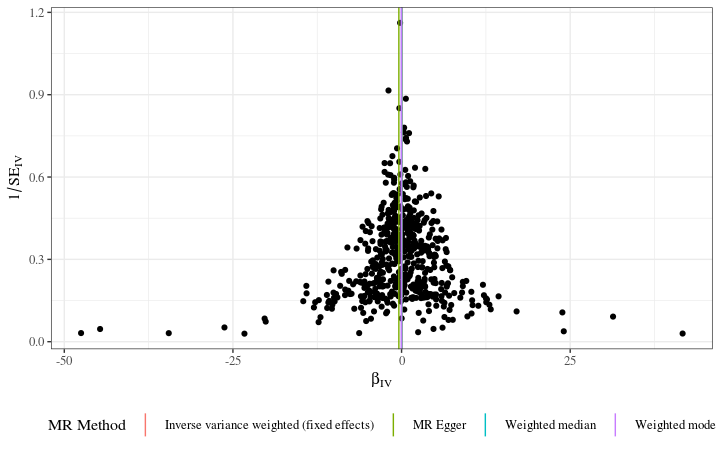 1.2
0.9
0.6
0.3
0.0
1/SE_IV
-50
-25
0
25
β_IV
MR Method
Inverse variance weighted (fixed effects)
MR Egger
Weighted median
Weighted mode